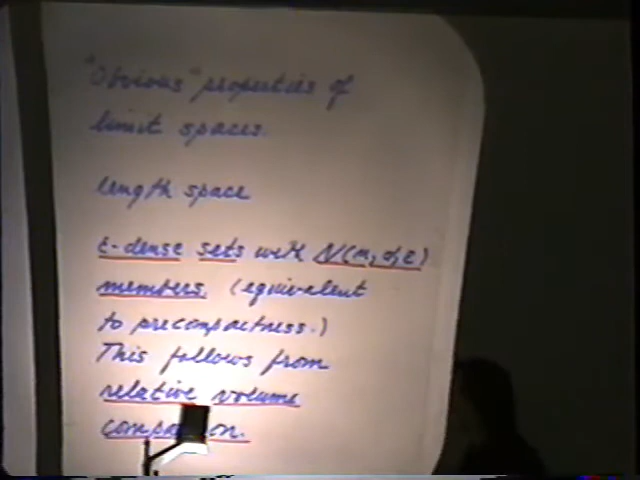 "Obvious" properties of
limit spaces.
length space
ε-dense sets with N(n, d, ε)
members. (equivalent
to precompactness.)
This follows from
relative volume